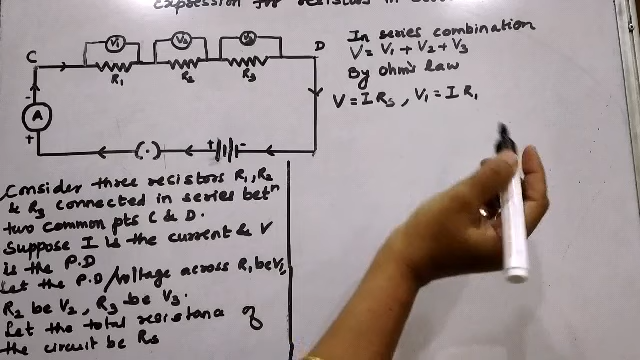 expression for resistors in
In series combination
V = V₁ + V₂ + V₃
By ohm's law
V = I Rs , V₁ = I R₁
V₁ V₂ V₃
C D
R₁ R₂ R₃
- A +
+ -
Consider three resistors R₁, R₂
& R₃ connected in series betⁿ
two common pts C & D.
Suppose I is the current & V
is the P.D
Let the P.D/voltage across R₁ be V₁
R₂ be V₂, R₃ be V₃.
Let the total resistance of
the circuit be Rs